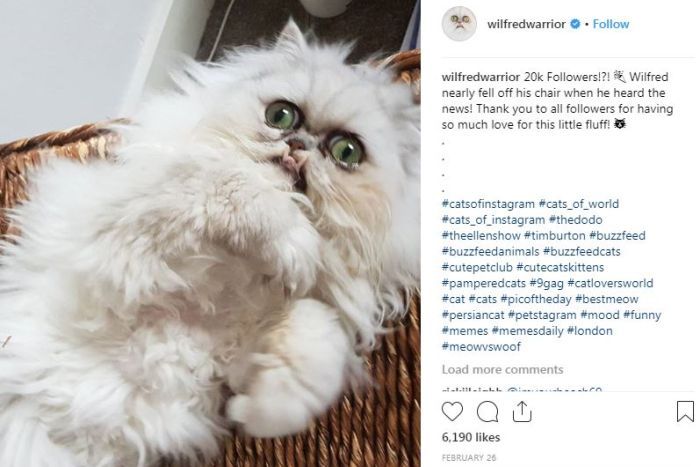 wilfredwarrior • Follow
wilfredwarrior 20k Followers!?! Wilfred
nearly fell off his chair when he heard the
news! Thank you to all followers for having
so much love for this little fluff!
.
.
.
.
#catsofinstagram #cats_of_world
#cats_of_instagram #thedodo
#theellenshow #timburton #buzzfeed
#buzzfeedanimals #buzzfeedcats
#cutepetclub #cutecatskittens
#pamperedcats #9gag #catloversworld
#cat #cats #picoftheday #bestmeow
#persiancat #petstagram #mood #funny
#memes #memesdaily #london
#meowvswoof
Load more comments
6,190 likes
FEBRUARY 26